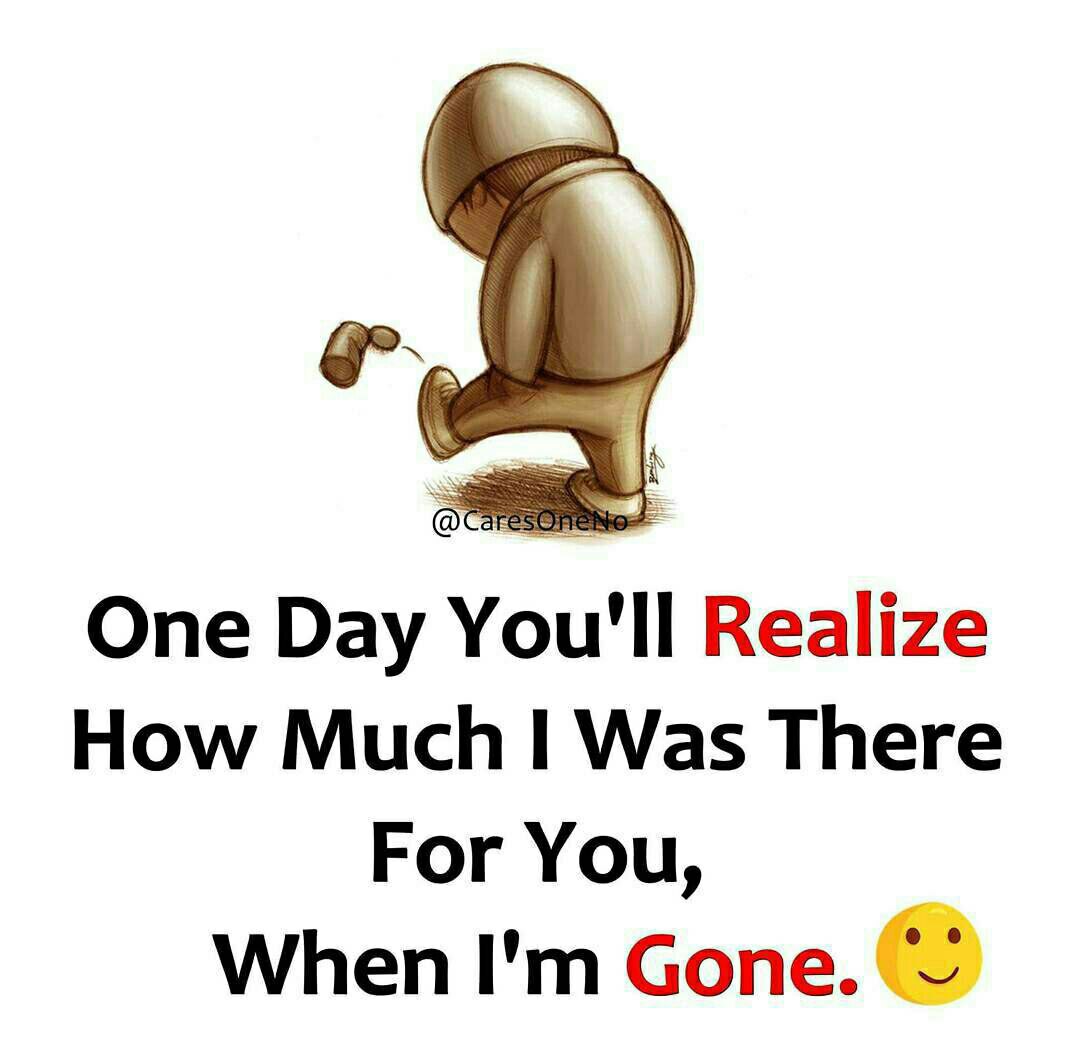 @CaresOneNo
One Day You'll Realize
How Much I Was There
For You,
When I'm Gone.